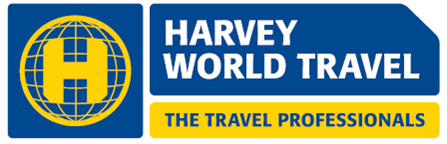 H
HARVEY
WORLD TRAVEL
THE TRAVEL PROFESSIONALS